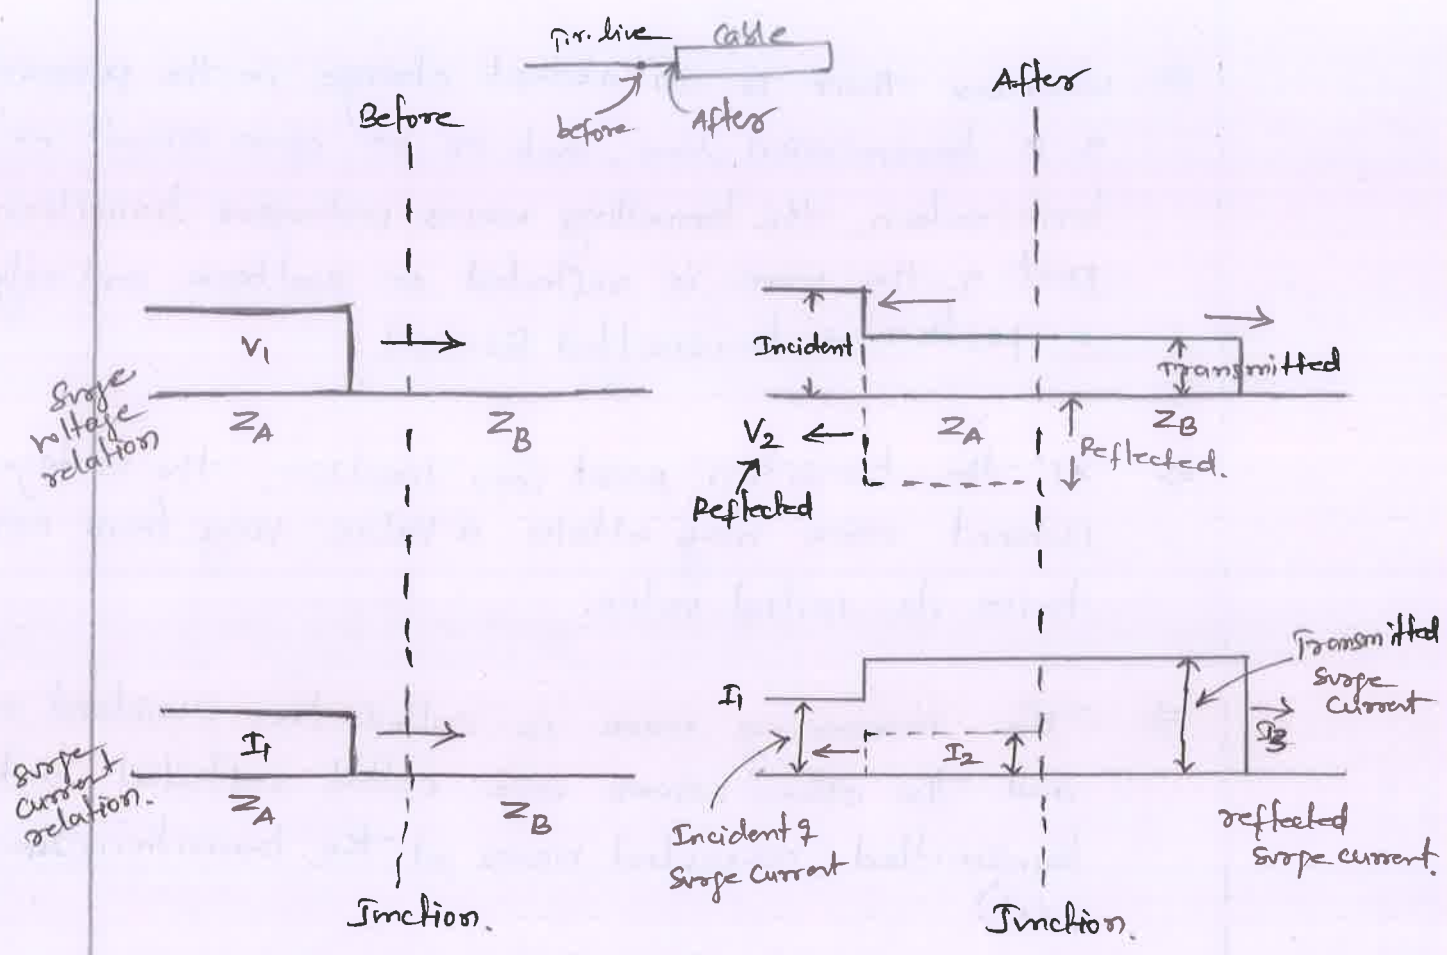 Tr. line
cable
before
After
Before
After
V1
Surge
voltage
relation
ZA
ZB
Incident
Transmitted
V2
ZA
ZB
Reflected.
Reflected
I1
surge
current
relation.
ZA
ZB
I1
I2
I3
Transmitted
surge
current
Incident
surge current
reflected
surge current.
Junction.
Junction.